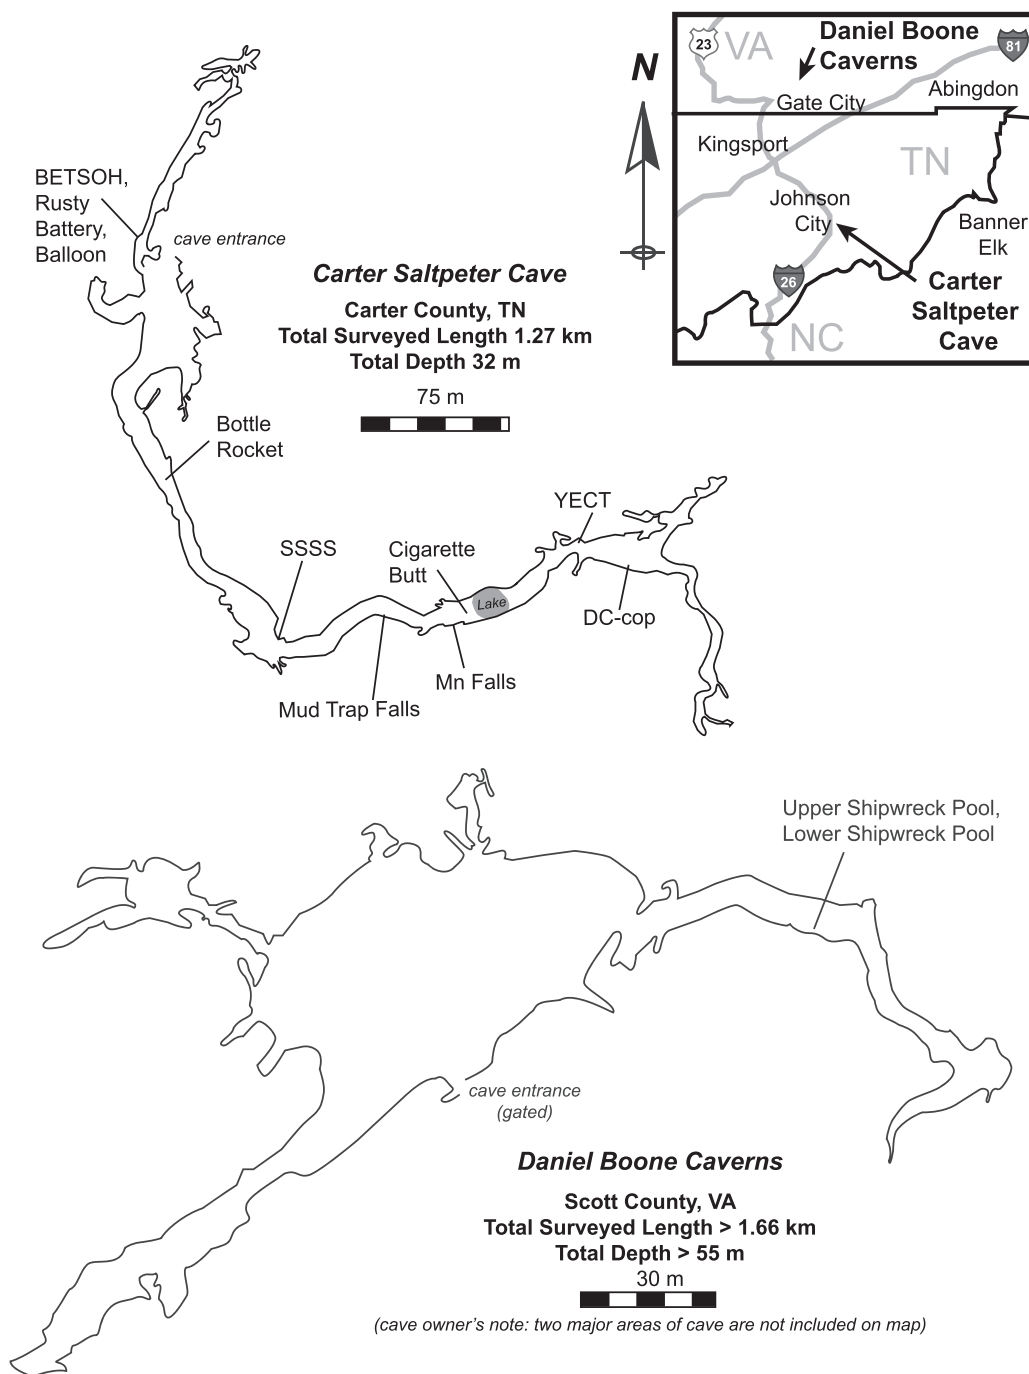 23
VA
Daniel Boone
Caverns
81
N
Gate City
Abingdon
Kingsport
TN
Johnson
City
Banner
Elk
26
NC
Carter
Saltpeter
Cave
BETSOH,
Rusty
Battery,
Balloon
cave entrance
Carter Saltpeter Cave
Carter County, TN
Total Surveyed Length 1.27 km
Total Depth 32 m
75 m
Bottle
Rocket
SSSS
Cigarette
Butt
Lake
YECT
DC-cop
Mn Falls
Mud Trap Falls
Upper Shipwreck Pool,
Lower Shipwreck Pool
cave entrance
(gated)
Daniel Boone Caverns
Scott County, VA
Total Surveyed Length > 1.66 km
Total Depth > 55 m
30 m
(cave owner's note: two major areas of cave are not included on map)